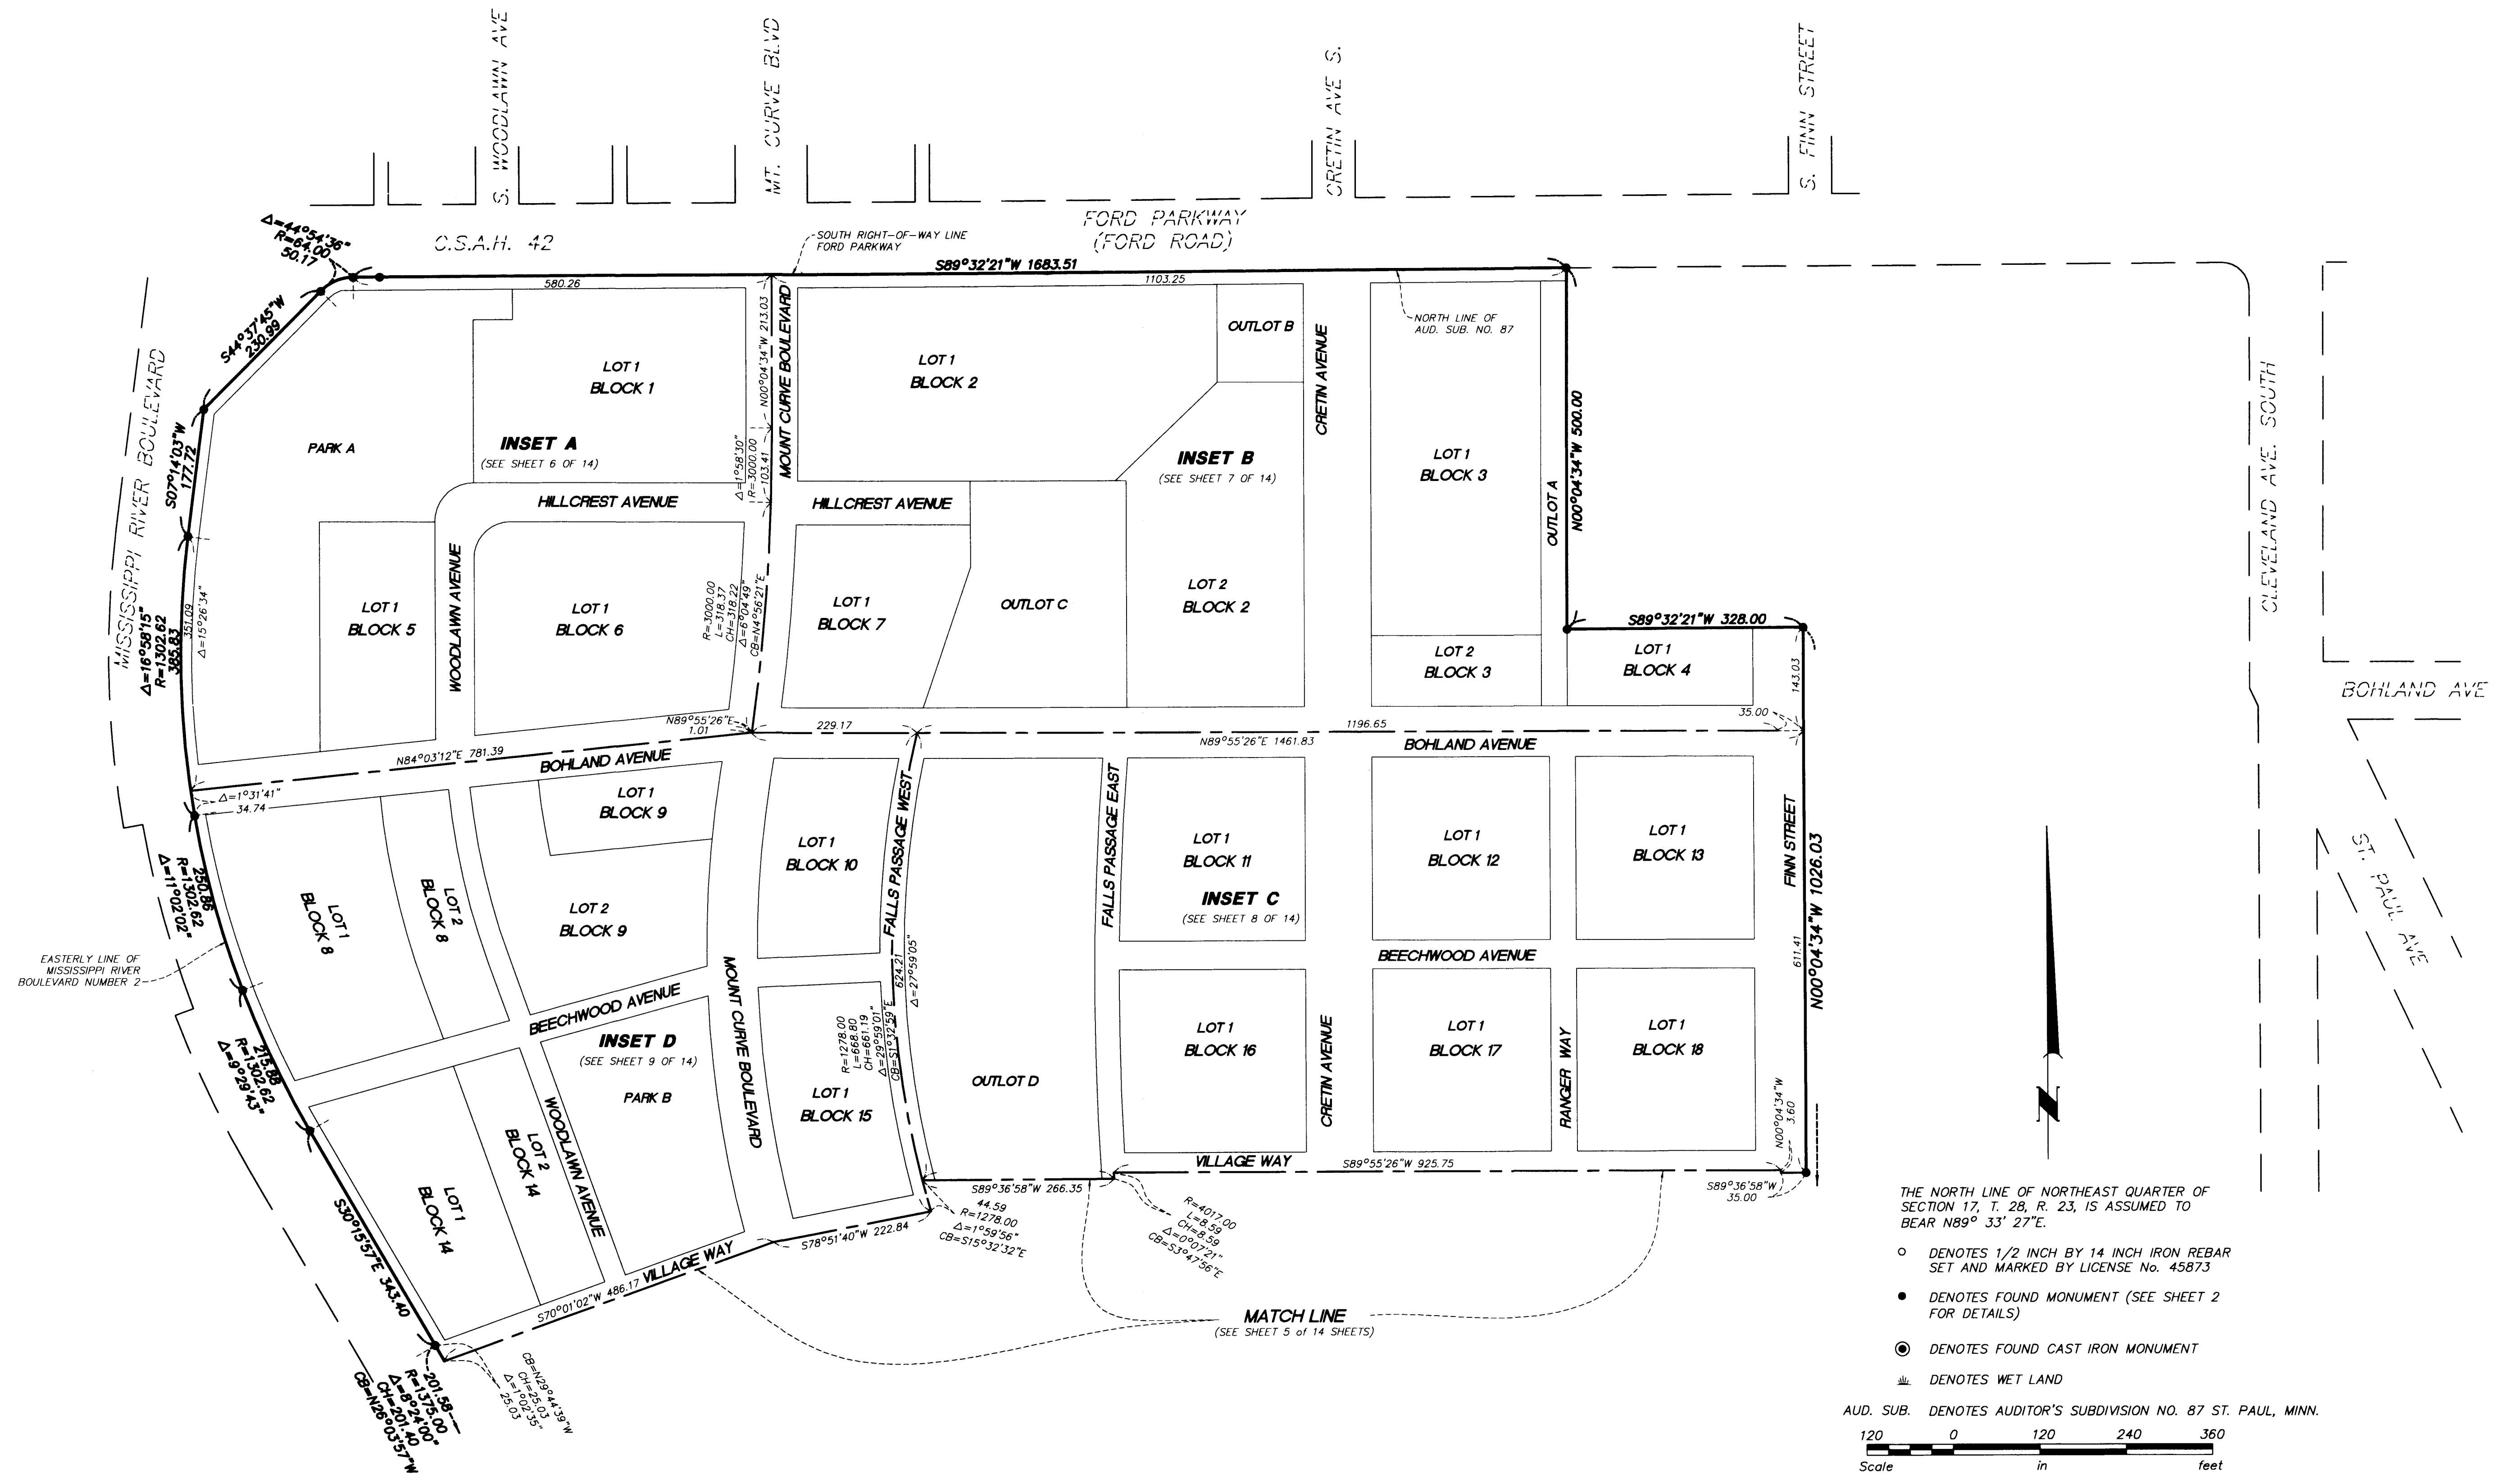 S. WOODLAWN AVE
MT. CURVE BLVD
CRETIN AVE S.
S. FINN STREET
FORD PARKWAY
(FORD ROAD)
C.S.A.H. 42
SOUTH RIGHT-OF-WAY LINE
FORD PARKWAY
Δ=44°54'36"
R=64.00
50.17
S89°32'21"W 1683.51
580.26
1103.25
S44°37'45"W
230.99
MISSISSIPPI RIVER BOULEVARD
S07°14'03"W
177.72
PARK A
LOT 1
BLOCK 1
INSET A
(SEE SHEET 6 OF 14)
N00°04'34"W 213.03
MOUNT CURVE BOULEVARD
Δ=1°58'30"
R=3000.00
103.41
LOT 1
BLOCK 2
OUTLOT B
INSET B
(SEE SHEET 7 OF 14)
CRETIN AVENUE
NORTH LINE OF
AUD. SUB. NO. 87
LOT 1
BLOCK 3
OUTLOT A
N00°04'34"W 500.00
CLEVELAND AVE. SOUTH
HILLCREST AVENUE
HILLCREST AVENUE
WOODLAWN AVENUE
351.09
Δ=15°26'34"
Δ=16°58'15"
R=1302.62
385.83
LOT 1
BLOCK 5
LOT 1
BLOCK 6
R=3000.00
L=318.37
CH=318.22
Δ=6°04'49"
CB=N4°56'21"E
LOT 1
BLOCK 7
OUTLOT C
LOT 2
BLOCK 2
S89°32'21"W 328.00
LOT 2
BLOCK 3
LOT 1
BLOCK 4
143.03
35.00
BOHLAND AVE
N89°55'26"E
1.01
229.17
1196.65
N89°55'26"E 1461.83
BOHLAND AVENUE
N84°03'12"E 781.39
BOHLAND AVENUE
Δ=1°31'41"
34.74
250.86
R=1302.62
Δ=11°02'02"
EASTERLY LINE OF
MISSISSIPPI RIVER
BOULEVARD NUMBER 2
LOT 1
BLOCK 8
LOT 2
BLOCK 8
LOT 1
BLOCK 9
LOT 2
BLOCK 9
LOT 1
BLOCK 10
FALLS PASSAGE WEST
FALLS PASSAGE EAST
LOT 1
BLOCK 11
INSET C
(SEE SHEET 8 OF 14)
LOT 1
BLOCK 12
LOT 1
BLOCK 13
FINN STREET
N00°04'34"W 1026.03
611.41
ST. PAUL AVE
BEECHWOOD AVENUE
BEECHWOOD AVENUE
MOUNT CURVE BOULEVARD
624.21
Δ=27°59'05"
R=1278.00
L=668.80
CH=661.19
Δ=29°59'01"
CB=S1°32'59"E
215.88
R=1302.62
Δ=9°29'43"
INSET D
(SEE SHEET 9 OF 14)
PARK B
WOODLAWN AVENUE
LOT 1
BLOCK 14
LOT 2
BLOCK 14
LOT 1
BLOCK 15
OUTLOT D
LOT 1
BLOCK 16
CRETIN AVENUE
LOT 1
BLOCK 17
RANGER WAY
LOT 1
BLOCK 18
N00°04'34"W
3.60
VILLAGE WAY
S89°55'26"W 925.75
S89°36'58"W
35.00
S89°36'58"W 266.35
44.59
R=1278.00
Δ=1°59'56"
CB=S15°32'32"E
R=4017.00
L=8.59
CH=8.59
Δ=0°07'21"
CB=S3°47'56"E
S78°51'40"W 222.84
VILLAGE WAY
S70°01'02"W 486.17
S30°15'57"E 343.40
MATCH LINE
(SEE SHEET 5 of 14 SHEETS)
CB=N29°44'39"W
CH=25.03
Δ=1°02'35"
25.03
201.58
R=1375.00
Δ=8°24'00"
CH=201.40
CB=N26°03'57"W
N
THE NORTH LINE OF NORTHEAST QUARTER OF
SECTION 17, T. 28, R. 23, IS ASSUMED TO
BEAR N89° 33' 27"E.
DENOTES 1/2 INCH BY 14 INCH IRON REBAR
SET AND MARKED BY LICENSE No. 45873
DENOTES FOUND MONUMENT (SEE SHEET 2
FOR DETAILS)
DENOTES FOUND CAST IRON MONUMENT
DENOTES WET LAND
AUD. SUB. DENOTES AUDITOR'S SUBDIVISION NO. 87 ST. PAUL, MINN.
120 0 120 240 360
Scale in feet